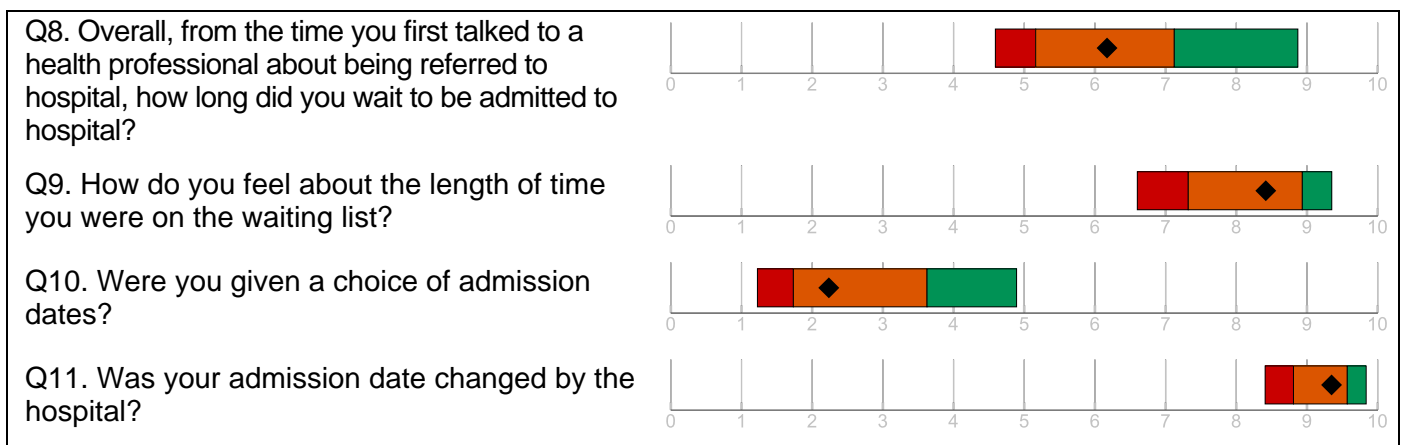 Q8. Overall, from the time you first talked to a
health professional about being referred to
hospital, how long did you wait to be admitted to
hospital?
0 1 2 3 4 5 6 7 8 9 10
Q9. How do you feel about the length of time
you were on the waiting list?
0 1 2 3 4 5 6 7 8 9 10
Q10. Were you given a choice of admission
dates?
0 1 2 3 4 5 6 7 8 9 10
Q11. Was your admission date changed by the
hospital?
0 1 2 3 4 5 6 7 8 9 10